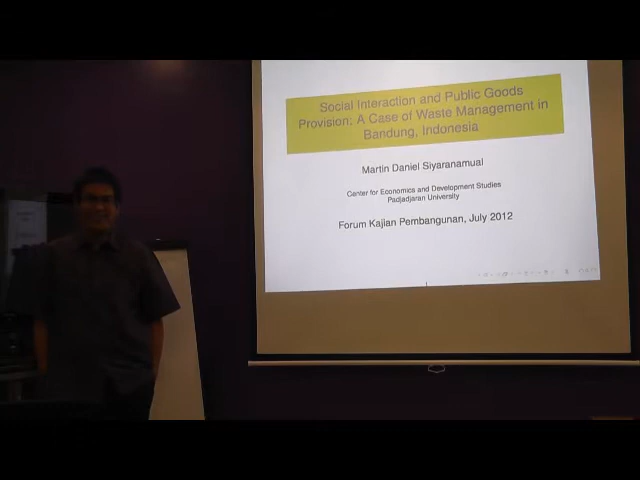 Social Interaction and Public Goods
Provision: A Case of Waste Management in
Bandung, Indonesia
Martin Daniel Siyaranamual
Center for Economics and Development Studies
Padjadjaran University
Forum Kajian Pembangunan, July 2012